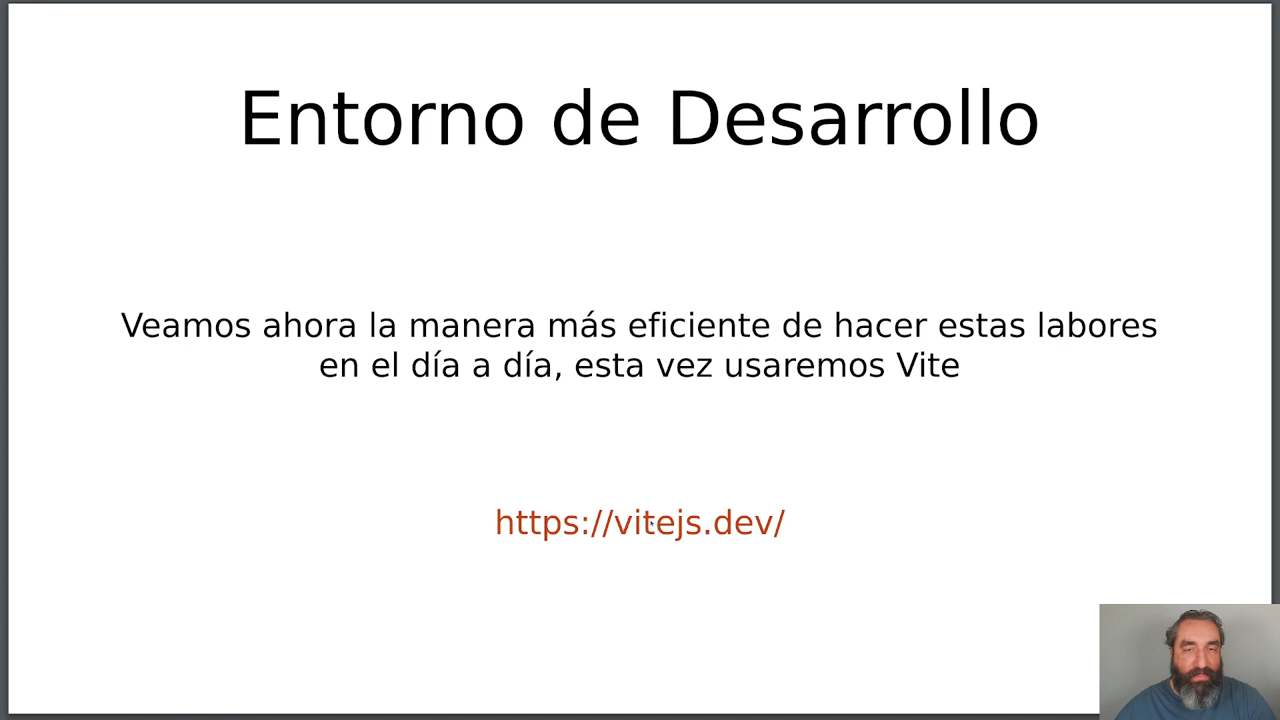 Entorno de Desarrollo
Veamos ahora la manera más eficiente de hacer estas labores
en el día a día, esta vez usaremos Vite
https://vitejs.dev/